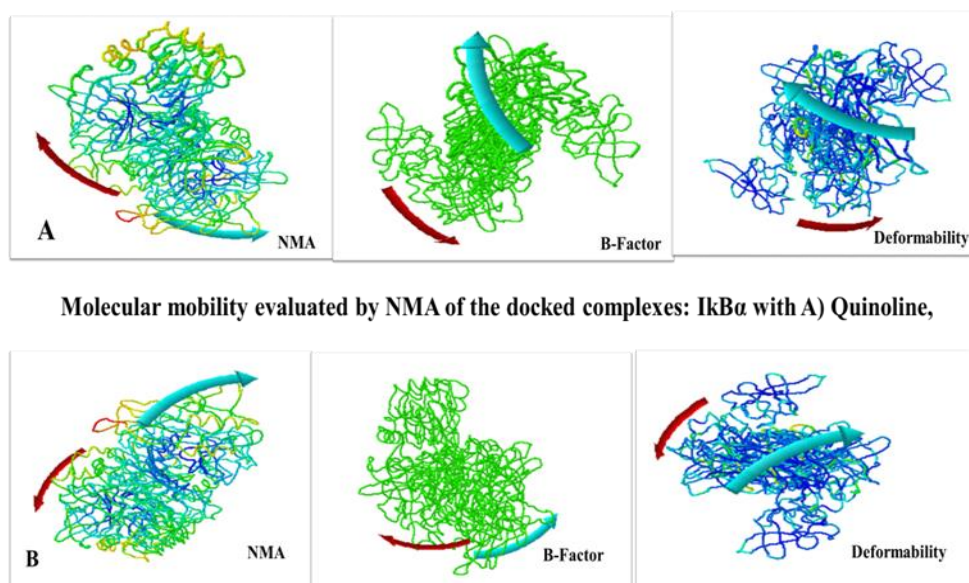 A
NMA
B-Factor
Deformability
Molecular mobility evaluated by NMA of the docked complexes: IkBα with A) Quinoline,
B
NMA
B-Factor
Deformability